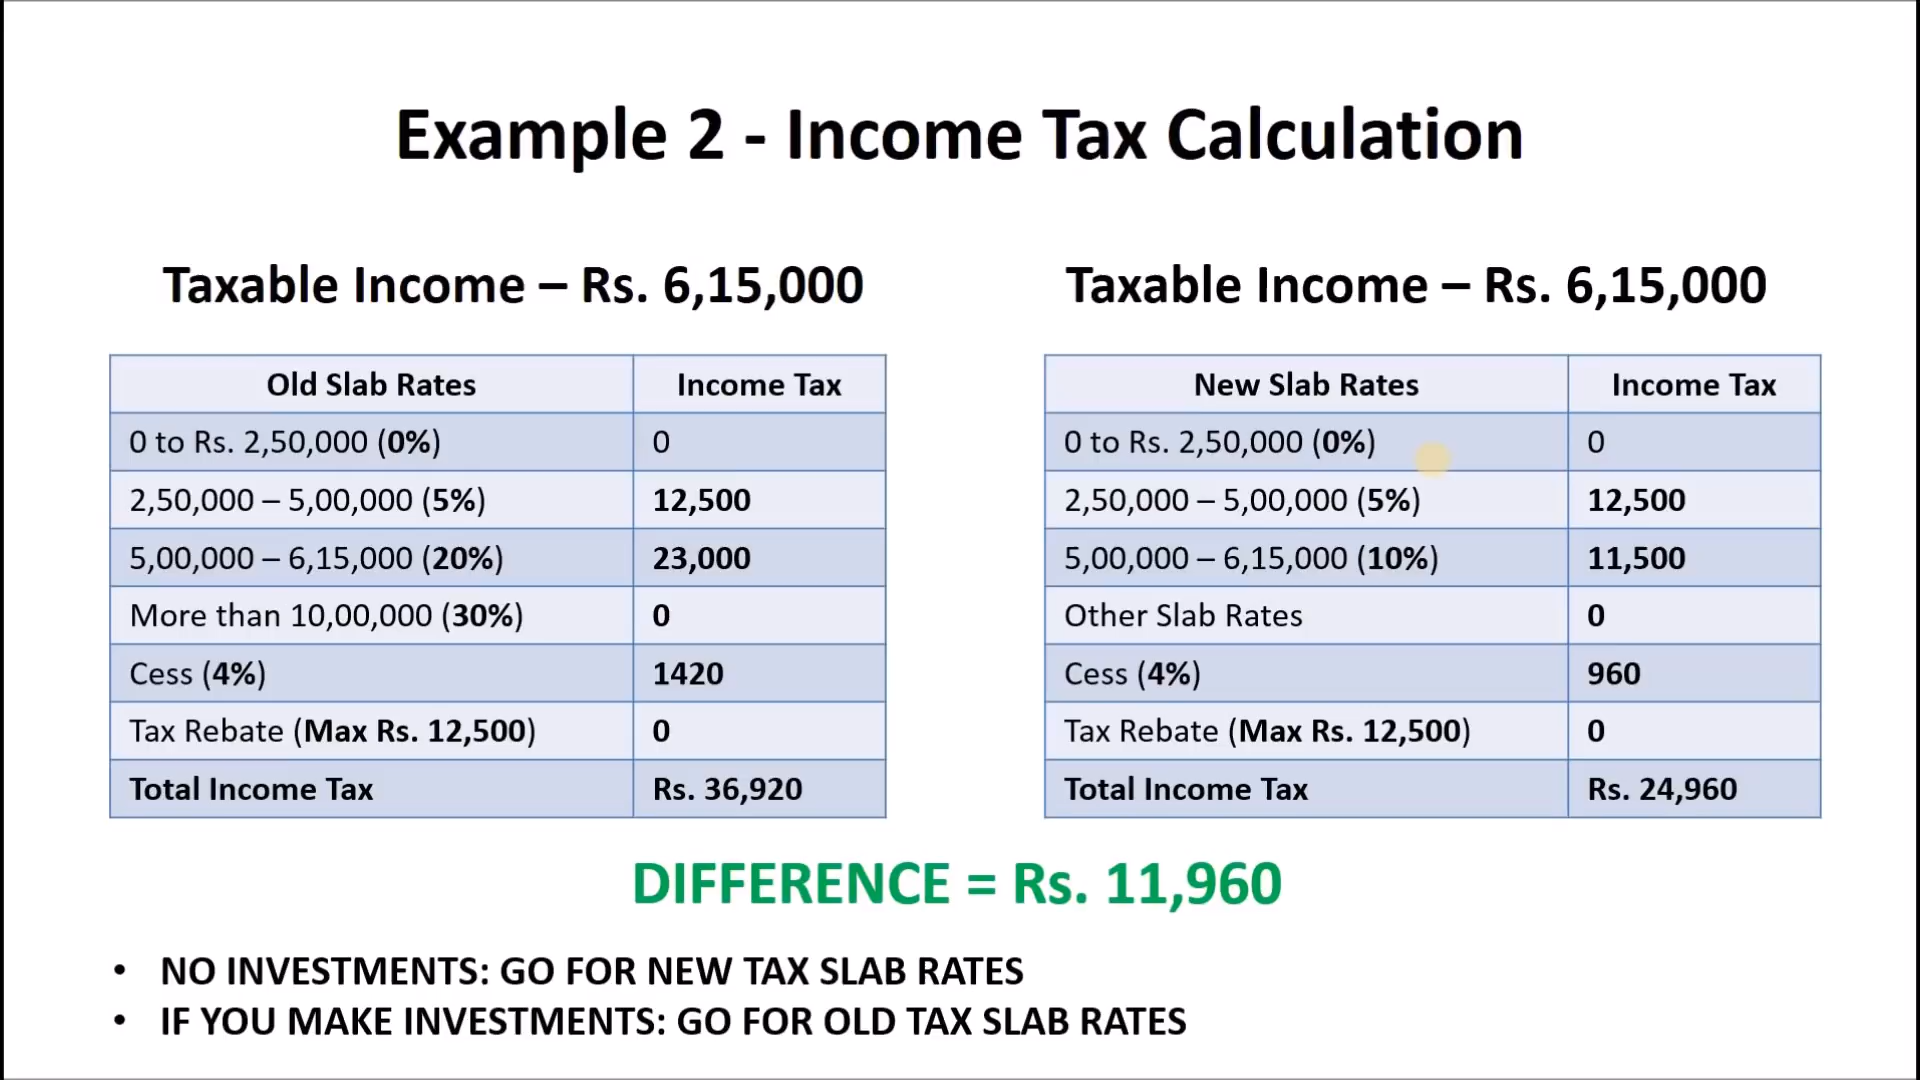 Example 2 - Income Tax Calculation
Taxable Income – Rs. 6,15,000
Old Slab Rates Income Tax
0 to Rs. 2,50,000 (0%) 0
2,50,000 – 5,00,000 (5%) 12,500
5,00,000 – 6,15,000 (20%) 23,000
More than 10,00,000 (30%) 0
Cess (4%) 1420
Tax Rebate (Max Rs. 12,500) 0
Total Income Tax Rs. 36,920
Taxable Income – Rs. 6,15,000
New Slab Rates Income Tax
0 to Rs. 2,50,000 (0%) 0
2,50,000 – 5,00,000 (5%) 12,500
5,00,000 – 6,15,000 (10%) 11,500
Other Slab Rates 0
Cess (4%) 960
Tax Rebate (Max Rs. 12,500) 0
Total Income Tax Rs. 24,960
DIFFERENCE = Rs. 11,960
• NO INVESTMENTS: GO FOR NEW TAX SLAB RATES
• IF YOU MAKE INVESTMENTS: GO FOR OLD TAX SLAB RATES